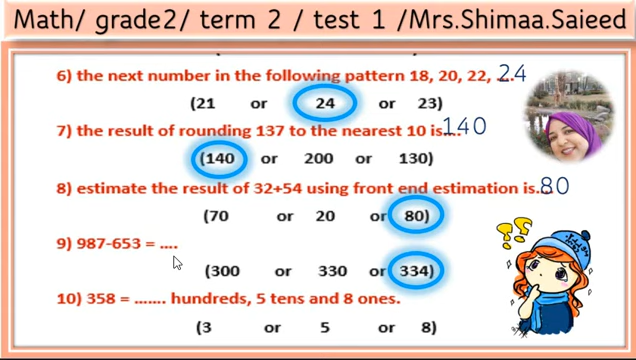 Math/ grade2/ term 2 / test 1 /Mrs.Shimaa.Saieed
6) the next number in the following pattern 18, 20, 22, .... 24
(21 or 24 or 23)
7) the result of rounding 137 to the nearest 10 is.... 140
(140 or 200 or 130)
8) estimate the result of 32+54 using front end estimation is.... 80
(70 or 20 or 80)
9) 987-653 = ....
(300 or 330 or 334)
10) 358 = ....... hundreds, 5 tens and 8 ones.
(3 or 5 or 8)